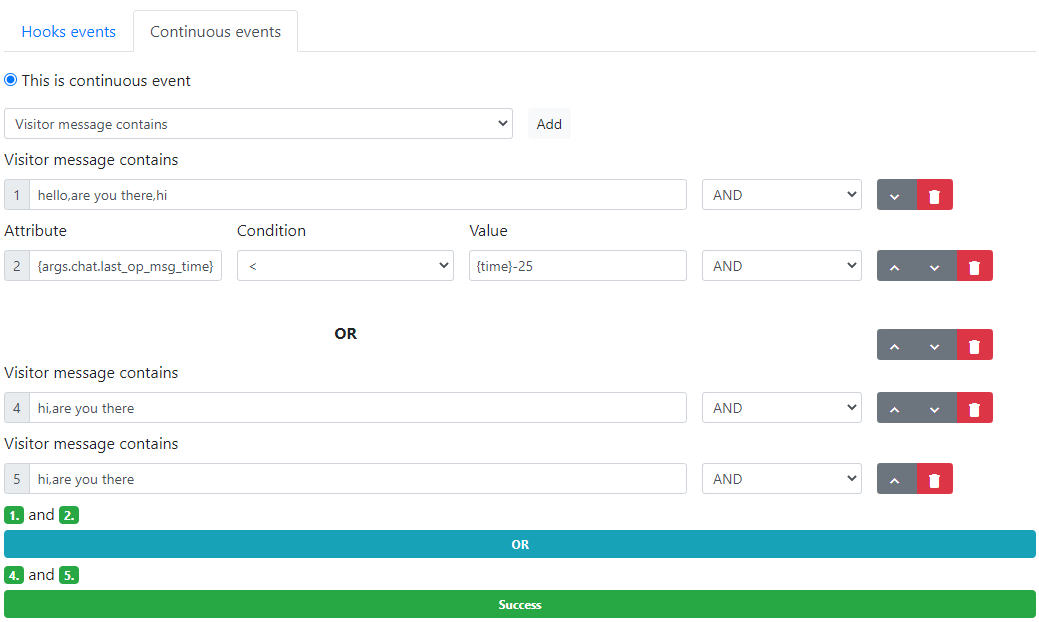 Hooks events Continuous events
This is continuous event
Visitor message contains Add
Visitor message contains
1 hello,are you there,hi AND
Attribute Condition Value
2 {args.chat.last_op_msg_time} < {time}-25 AND
OR
Visitor message contains
4 hi,are you there AND
Visitor message contains
5 hi,are you there AND
1. and 2.
OR
4. and 5.
Success